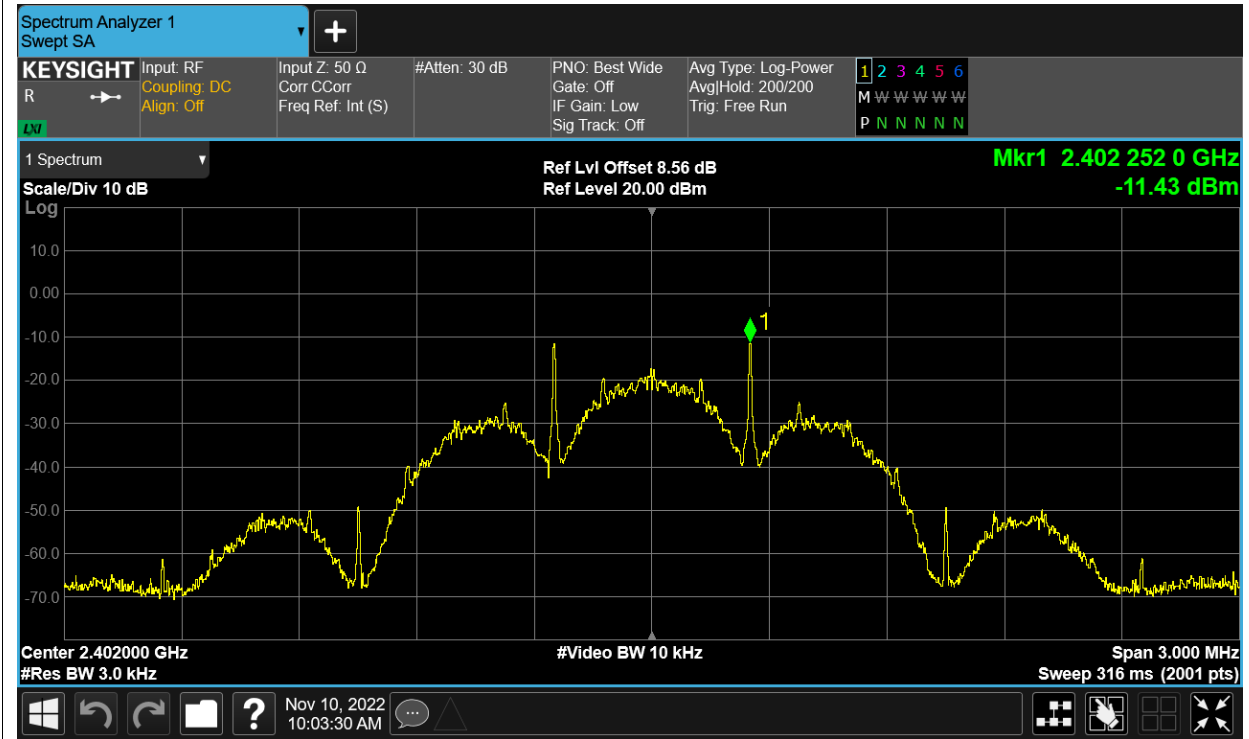 Spectrum Analyzer 1
Swept SA
KEYSIGHT
R
LXI
Input: RF
Coupling: DC
Align: Off
Input Z: 50 Ω
Corr CCorr
Freq Ref: Int (S)
#Atten: 30 dB
PNO: Best Wide
Gate: Off
IF Gain: Low
Sig Track: Off
Avg Type: Log-Power
Avg|Hold: 200/200
Trig: Free Run
1 2 3 4 5 6
M W W W W W W
P N N N N N N
1 Spectrum
Scale/Div 10 dB
Ref Lvl Offset 8.56 dB
Ref Level 20.00 dBm
Mkr1 2.402 252 0 GHz
-11.43 dBm
Log
10.0
0.00
-10.0
-20.0
-30.0
-40.0
-50.0
-60.0
-70.0
1
Center 2.402000 GHz
#Res BW 3.0 kHz
#Video BW 10 kHz
Span 3.000 MHz
Sweep 316 ms (2001 pts)
?
Nov 10, 2022
10:03:30 AM